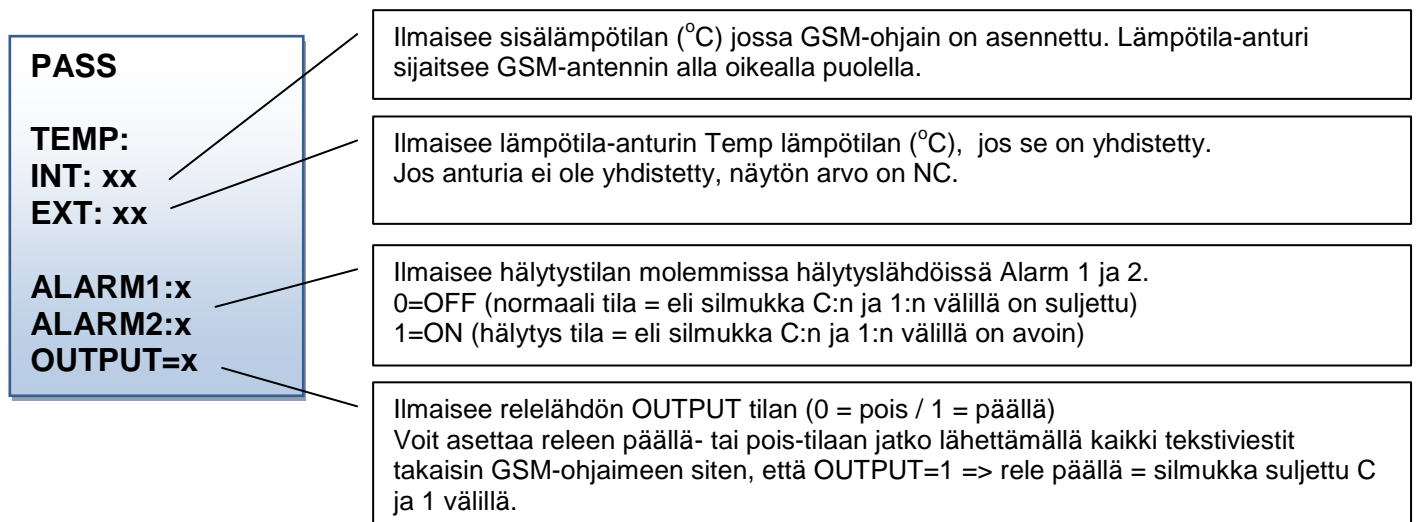 PASS
TEMP:
INT: xx
EXT: xx
ALARM1:x
ALARM2:x
OUTPUT=x
Ilmaisee sisälämpötilan (°C) jossa GSM-ohjain on asennettu. Lämpötila-anturi
sijaitsee GSM-antennin alla oikealla puolella.
Ilmaisee lämpötila-anturin Temp lämpötilan (°C), jos se on yhdistetty.
Jos anturia ei ole yhdistetty, näytön arvo on NC.
Ilmaisee hälytystilan molemmissa hälytyslähdöissä Alarm 1 ja 2.
0=OFF (normaali tila = eli silmukka C:n ja 1:n välillä on suljettu)
1=ON (hälytys tila = eli silmukka C:n ja 1:n välillä on avoin)
Ilmaisee relelähdön OUTPUT tilan (0 = pois / 1 = päällä)
Voit asettaa releen päällä- tai pois-tilaan jatko lähettämällä kaikki tekstiviestit
takaisin GSM-ohjaimeen siten, että OUTPUT=1 => rele päällä = silmukka suljettu C
ja 1 välillä.